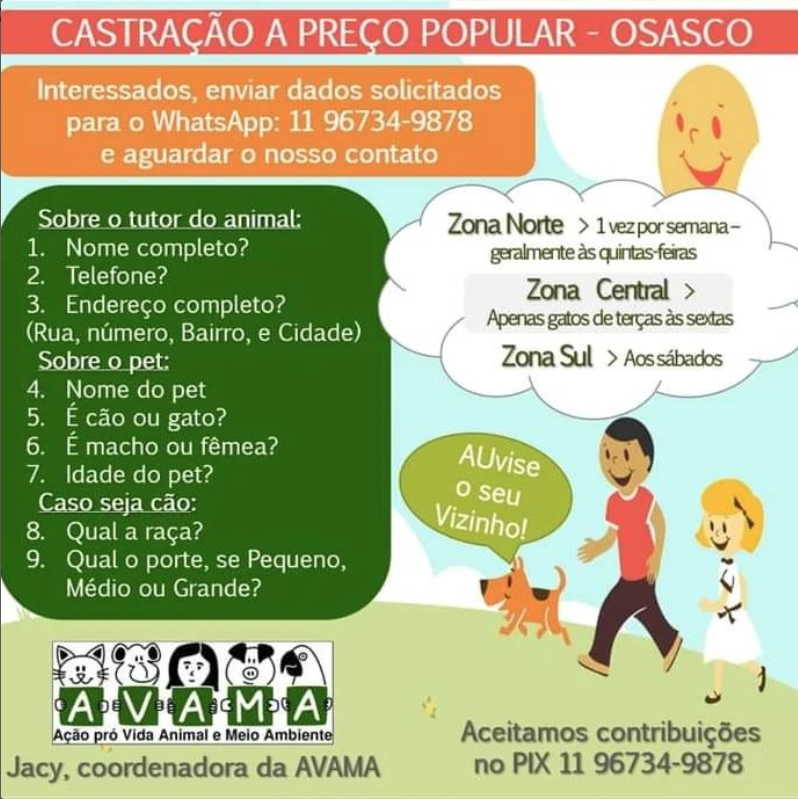 CASTRAÇÃO A PREÇO POPULAR - OSASCO
Interessados, enviar dados solicitados
para o WhatsApp: 11 96734-9878
e aguardar o nosso contato
Sobre o tutor do animal:
1. Nome completo?
2. Telefone?
3. Endereço completo?
(Rua, número, Bairro, e Cidade)
Sobre o pet:
4. Nome do pet
5. É cão ou gato?
6. É macho ou fêmea?
7. Idade do pet?
Caso seja cão:
8. Qual a raça?
9. Qual o porte, se Pequeno,
Médio ou Grande?
Zona Norte > 1 vez por semana –
geralmente às quintas-feiras
Zona Central >
Apenas gatos de terças às sextas
Zona Sul > Aos sábados
AUvise
o seu
Vizinho!
AVAMA
Ação pró Vida Animal e Meio Ambiente
Jacy, coordenadora da AVAMA
Aceitamos contribuições
no PIX 11 96734-9878